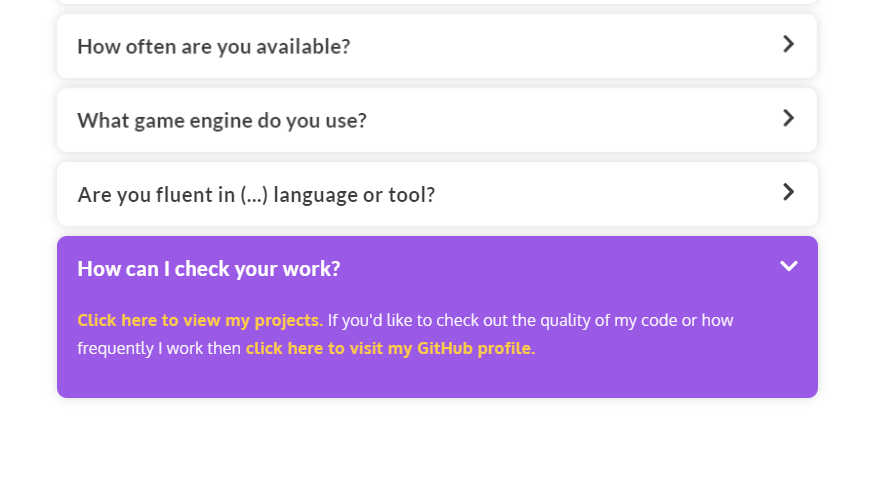 How often are you available?
What game engine do you use?
Are you fluent in (...) language or tool?
How can I check your work?
Click here to view my projects. If you'd like to check out the quality of my code or how
frequently I work then click here to visit my GitHub profile.